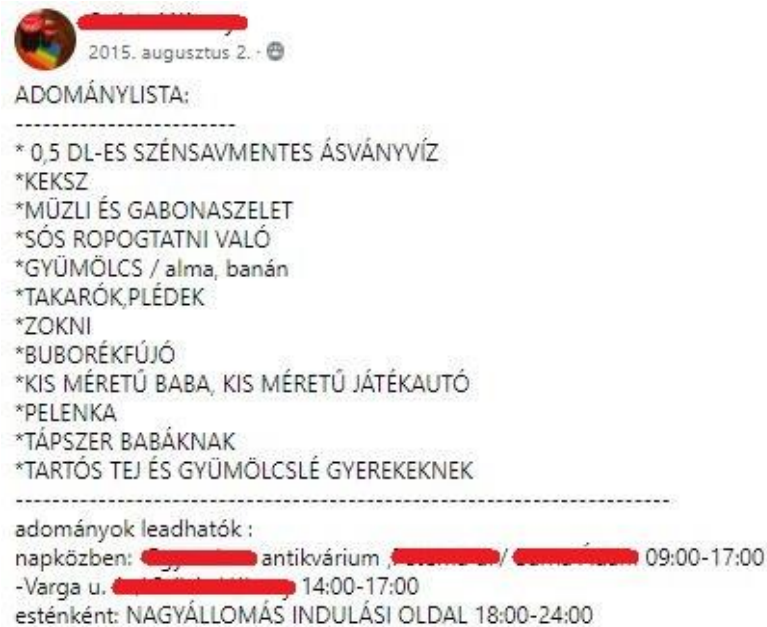 2015. augusztus 2.
ADOMÁNYLISTA:
------------------------
* 0,5 DL-ES SZÉNSAVMENTES ÁSVÁNYVÍZ
*KEKSZ
*MÜZLI ÉS GABONASZELET
*SÓS ROPOGTATNI VALÓ
*GYÜMÖLCS / alma, banán
*TAKARÓK,PLÉDEK
*ZOKNI
*BUBORÉKFÚJÓ
*KIS MÉRETŰ BABA, KIS MÉRETŰ JÁTÉKAUTÓ
*PELENKA
*TÁPSZER BABÁKNAK
*TARTÓS TEJ ÉS GYÜMÖLCSLÉ GYEREKEKNEK
------------------------------------------------------------------------
adományok leadhatók :
napközben: antikvárium , / 09:00-17:00
-Varga u. 14:00-17:00
esténként: NAGYÁLLOMÁS INDULÁSI OLDAL 18:00-24:00